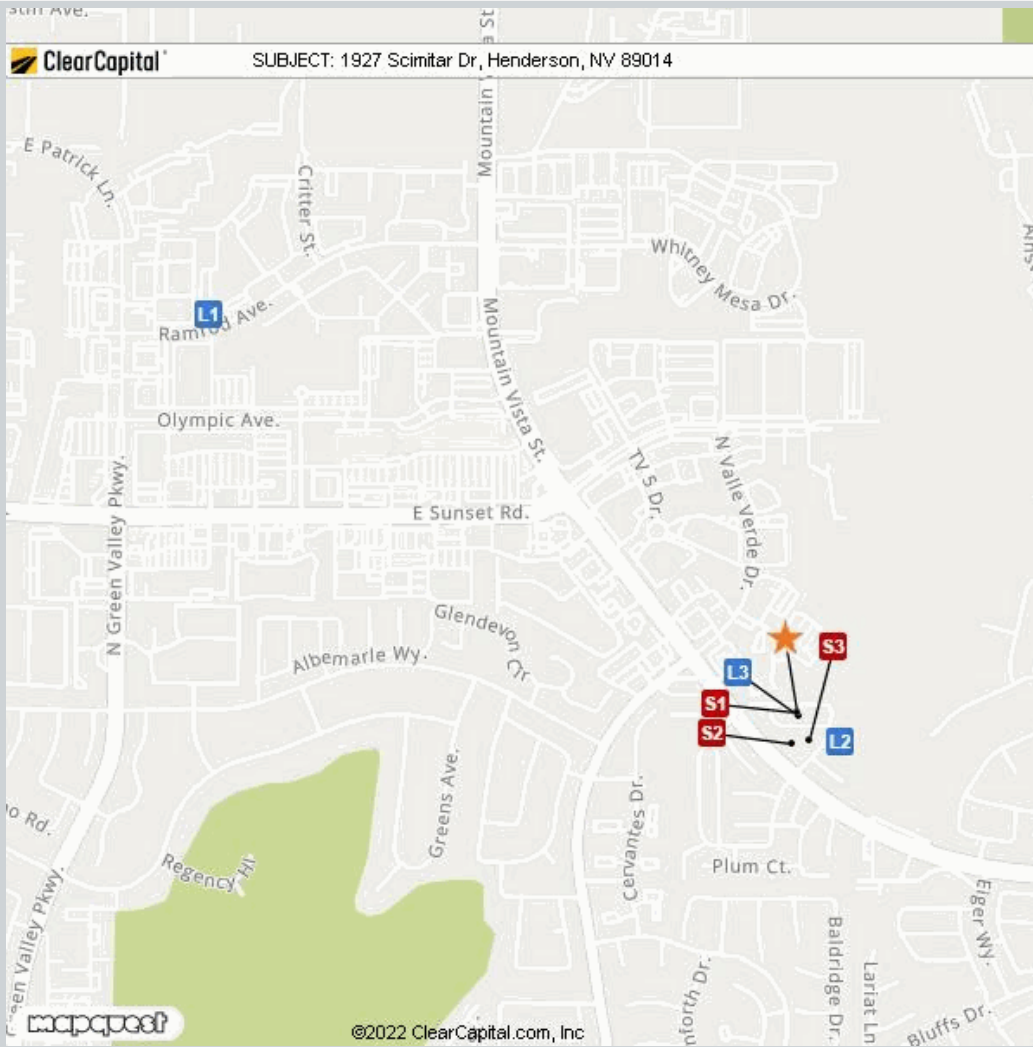 Mountain Vista St.
ClearCapital
SUBJECT: 1927 Scimitar Dr, Henderson, NV 89014
E Patrick Ln.
Critter St.
Whitney Mesa Dr.
L1
Ramrod Ave.
Mountain Vista St.
Olympic Ave.
TV 5 Dr.
N Valle Verde Dr.
N Green Valley Pkwy.
E Sunset Rd.
Glendevon Cir
Albemarle Wy.
S3
L3
S1
S2
L2
Greens Ave.
Cervantes Dr.
Regency Hl
Plum Ct.
Eiger Wy.
Green Valley Pkwy.
Baldridge Dr.
Lariat Ln
Bluffs Dr.
mapquest
©2022 ClearCapital.com, Inc